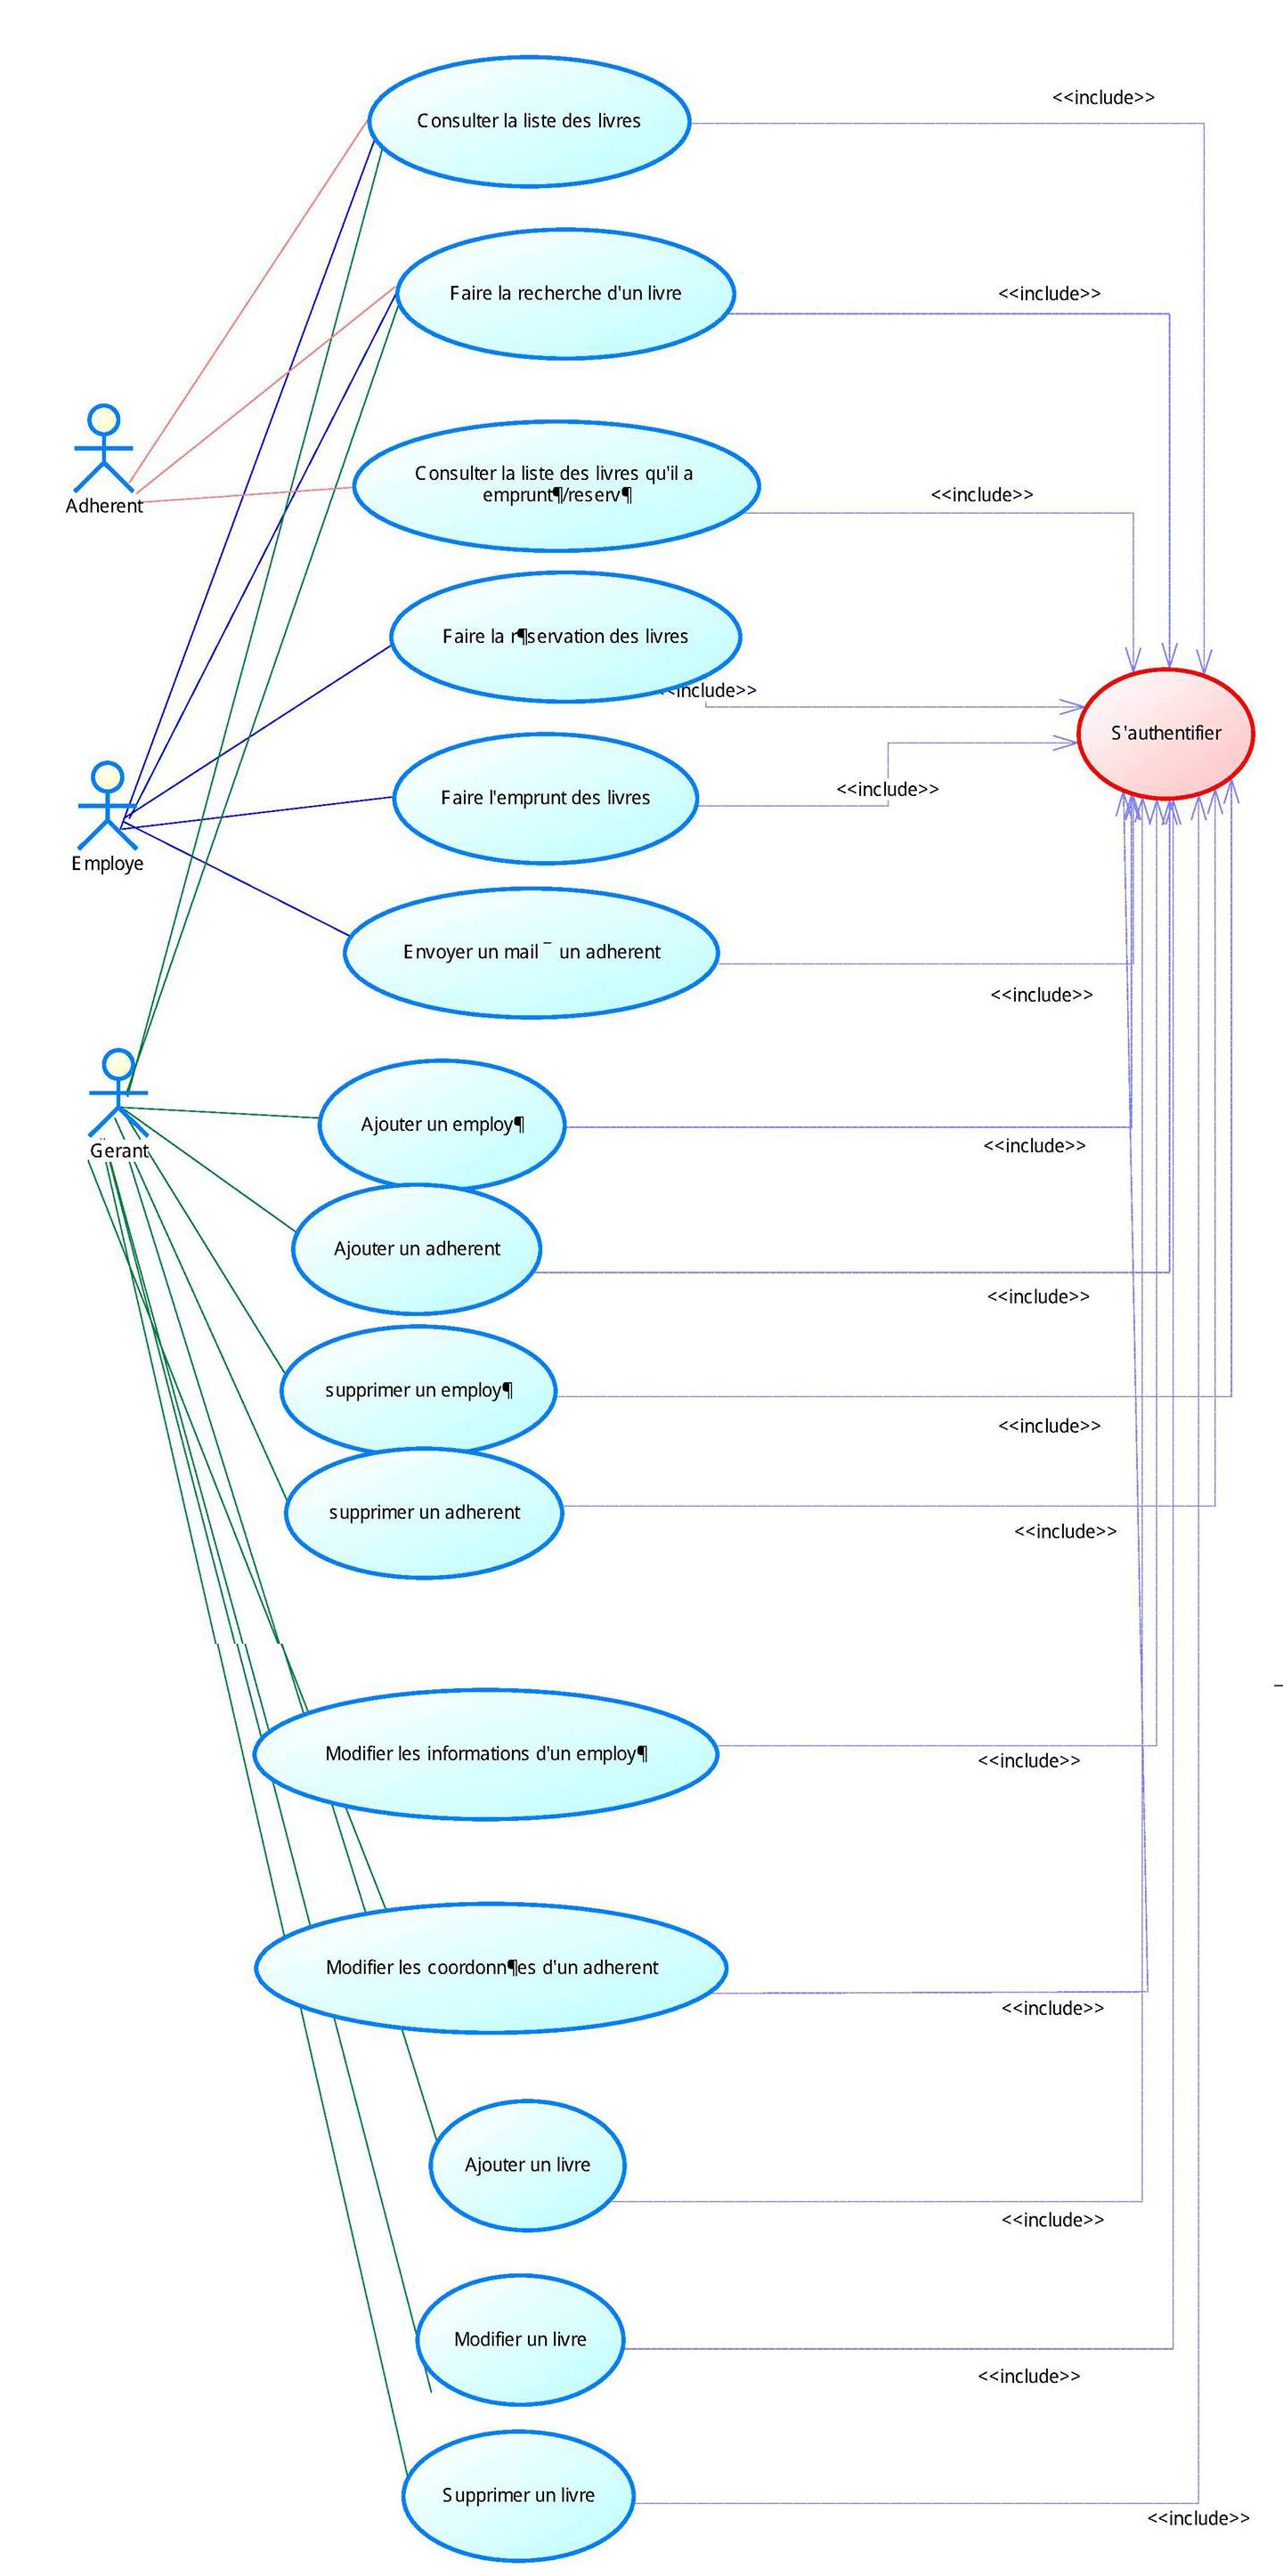 Consulter la liste des livres
<<include>>
Faire la recherche d'un livre
<<include>>
Adherent
Consulter la liste des livres qu'il a
emprunt¶/reserv¶
<<include>>
Faire la r¶servation des livres
<<include>>
S'authentifier
Employe
Faire l'emprunt des livres
<<include>>
Envoyer un mail ¯ un adherent
<<include>>
Gerant
Ajouter un employ¶
<<include>>
Ajouter un adherent
<<include>>
supprimer un employ¶
<<include>>
supprimer un adherent
<<include>>
Modifier les informations d'un employ¶
<<include>>
Modifier les coordonn¶es d'un adherent
<<include>>
Ajouter un livre
<<include>>
Modifier un livre
<<include>>
Supprimer un livre
<<include>>